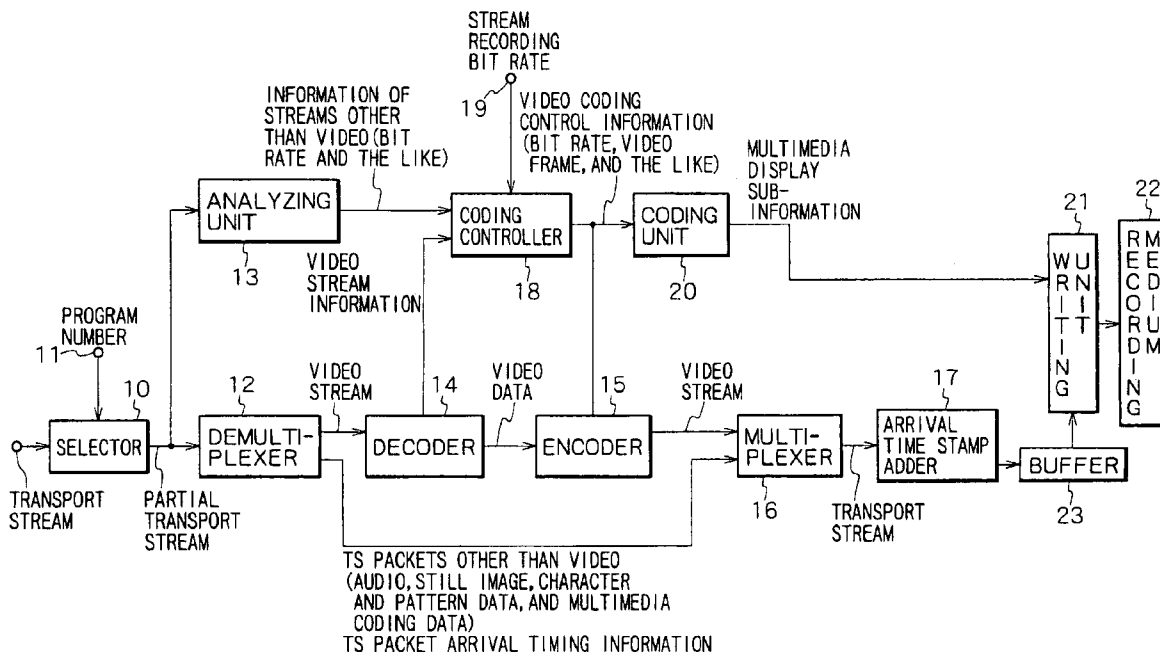 STREAM
RECORDING
BIT RATE
19
INFORMATION OF
STREAMS OTHER
THAN VIDEO(BIT
RATE AND THE LIKE)
VIDEO CODING
CONTROL INFORMATION
(BIT RATE, VIDEO
FRAME, AND THE LIKE)
MULTIMEDIA
DISPLAY
SUB-
INFORMATION
ANALYZING
UNIT
13
CODING
CONTROLLER
18
CODING
UNIT
20
21
WRITING
UNIT
22
RECORDING
MEDIUM
VIDEO
STREAM
INFORMATION
PROGRAM
NUMBER
11
10
SELECTOR
TRANSPORT
STREAM
PARTIAL
TRANSPORT
STREAM
12
DEMULTI-
PLEXER
VIDEO
STREAM
14
DECODER
VIDEO
DATA
15
ENCODER
VIDEO
STREAM
MULTI-
PLEXER
16
TRANSPORT
STREAM
17
ARRIVAL
TIME STAMP
ADDER
BUFFER
23
TS PACKETS OTHER THAN VIDEO
(AUDIO, STILL IMAGE, CHARACTER
AND PATTERN DATA, AND MULTIMEDIA
CODING DATA)
TS PACKET ARRIVAL TIMING INFORMATION